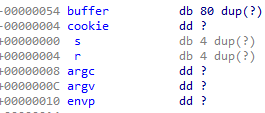 -00000054 buffer db 80 dup(?)
-00000004 cookie dd ?
+00000000 s db 4 dup(?)
+00000004 r db 4 dup(?)
+00000008 argc dd ?
+0000000C argv dd ?
+00000010 envp dd ?